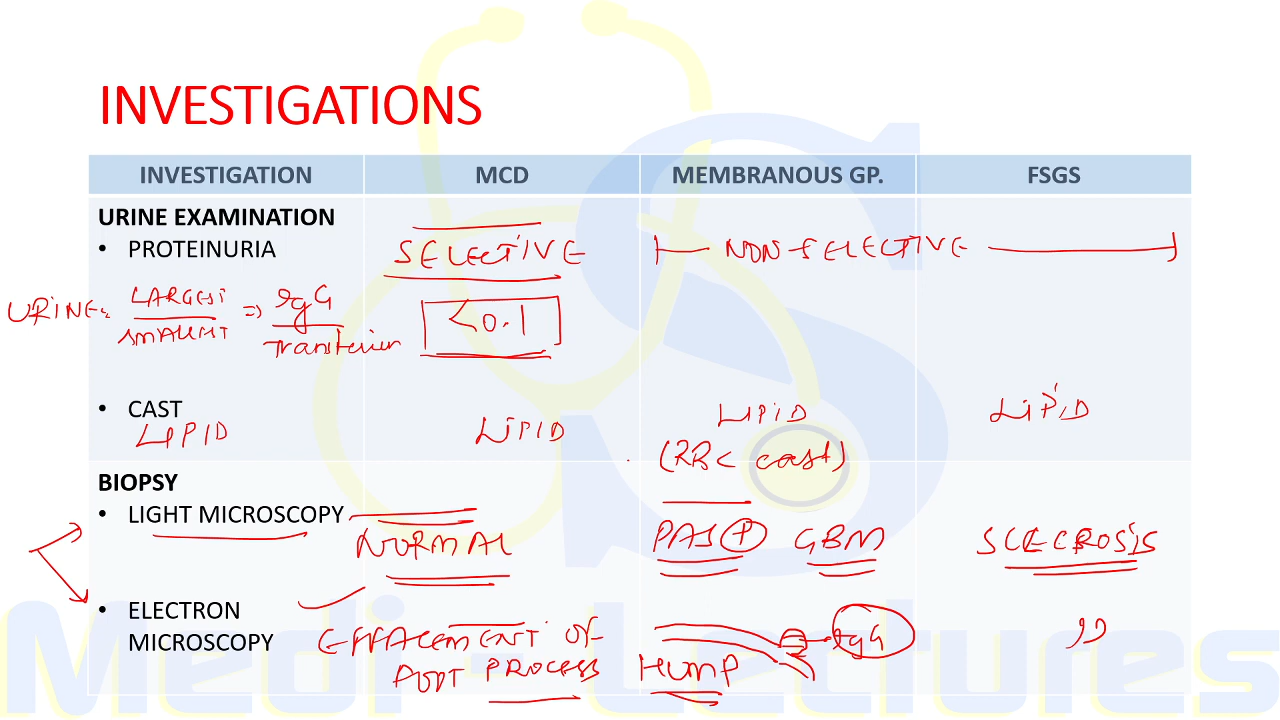 INVESTIGATIONS
INVESTIGATION MCD MEMBRANOUS GP. FSGS
URINE EXAMINATION
• PROTEINURIA SELECTIVE NON-SELECTIVE
URINE: LARGEST / SMALLEST => IgG / Transferrin <0.1
• CAST
LIPID LIPID LIPID LIPID
(RBC cast)
BIOPSY
• LIGHT MICROSCOPY
NORMAL PAS + GBM SCLECROSIS
• ELECTRON
MICROSCOPY EFFACEMENT OF IgG ,,
FOOT PROCESS HUMP
Medi-Lectures